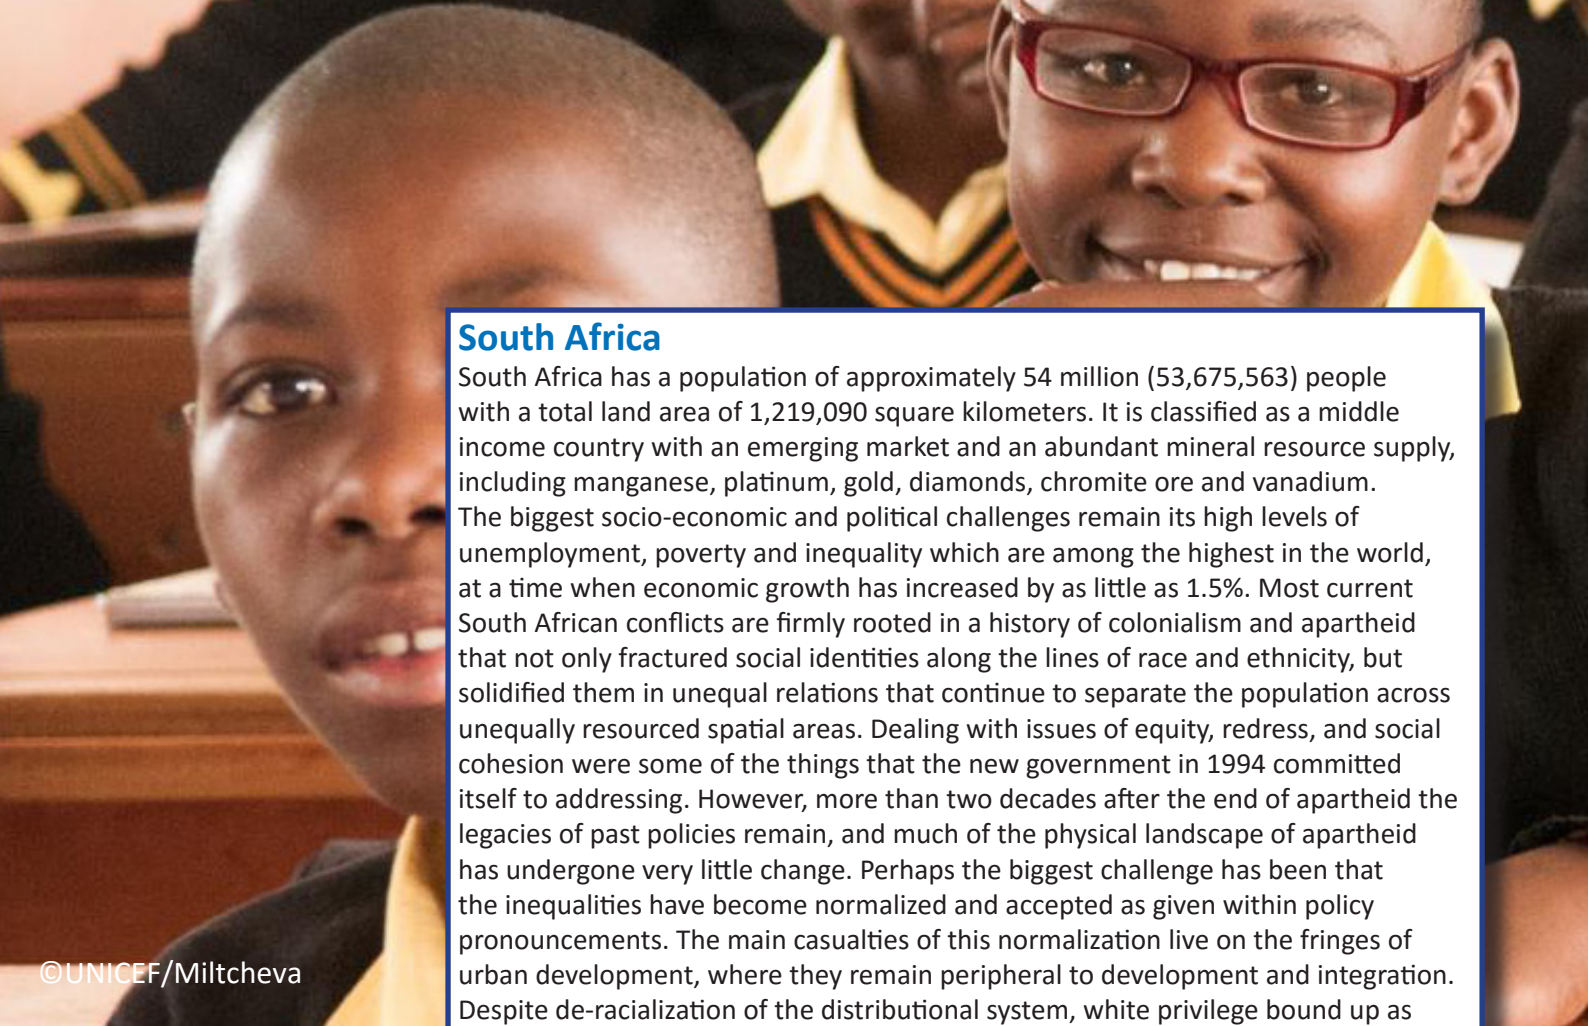 South Africa
South Africa has a population of approximately 54 million (53,675,563) people
with a total land area of 1,219,090 square kilometers. It is classified as a middle
income country with an emerging market and an abundant mineral resource supply,
including manganese, platinum, gold, diamonds, chromite ore and vanadium.
The biggest socio-economic and political challenges remain its high levels of
unemployment, poverty and inequality which are among the highest in the world,
at a time when economic growth has increased by as little as 1.5%. Most current
South African conflicts are firmly rooted in a history of colonialism and apartheid
that not only fractured social identities along the lines of race and ethnicity, but
solidified them in unequal relations that continue to separate the population across
unequally resourced spatial areas. Dealing with issues of equity, redress, and social
cohesion were some of the things that the new government in 1994 committed
itself to addressing. However, more than two decades after the end of apartheid the
legacies of past policies remain, and much of the physical landscape of apartheid
has undergone very little change. Perhaps the biggest challenge has been that
the inequalities have become normalized and accepted as given within policy
pronouncements. The main casualties of this normalization live on the fringes of
urban development, where they remain peripheral to development and integration.
Despite de-racialization of the distributional system, white privilege bound up as
©UNICEF/Miltcheva